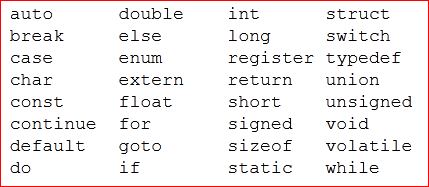 auto double int struct
break else long switch
case enum register typedef
char extern return union
const float short unsigned
continue for signed void
default goto sizeof volatile
do if static while